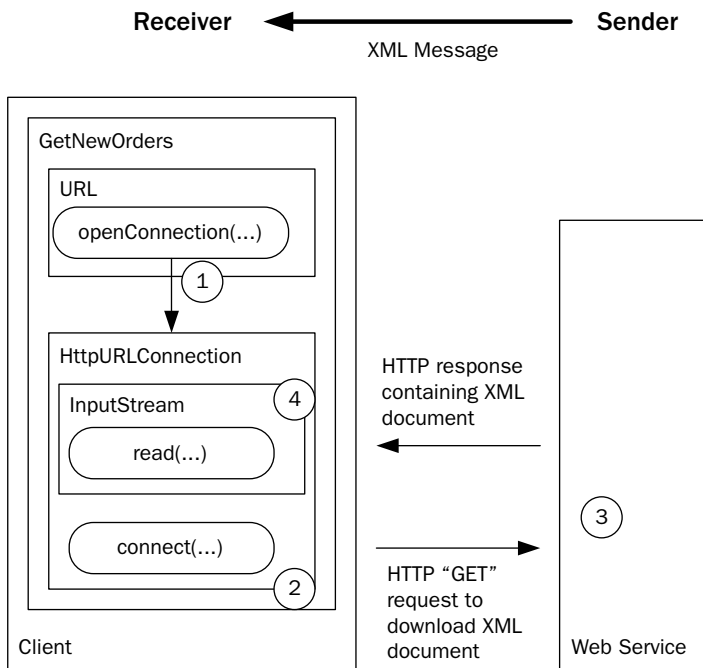 Receiver
Sender
XML Message
GetNewOrders
URL
openConnection(...)
1
HttpURLConnection
4
InputStream
read(...)
connect(...)
2
Client
HTTP response
containing XML
document
HTTP “GET”
request to
download XML
document
3
Web Service